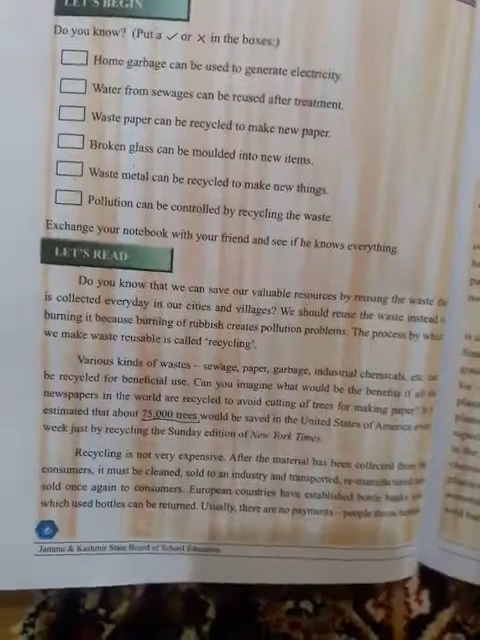 LET'S BEGIN
Do you know? (Put a ✓ or ✕ in the boxes:)
Home garbage can be used to generate electricity.
Water from sewages can be reused after treatment.
Waste paper can be recycled to make new paper.
Broken glass can be moulded into new items.
Waste metal can be recycled to make new things.
Pollution can be controlled by recycling the waste.
Exchange your notebook with your friend and see if he knows everything.
LET'S READ
Do you know that we can save our valuable resources by reusing the waste
is collected everyday in our cities and villages? We should reuse the waste instead
burning it because burning of rubbish creates pollution problems. The process by
we make waste reusable is called 'recycling'.
Various kinds of wastes – sewage, paper, garbage, industrial chemicals, etc.
be recycled for beneficial use. Can you imagine what would be the benefits if all
newspapers in the world are recycled to avoid cutting of trees for making paper?
estimated that about 75,000 trees would be saved in the United States of America
week just by recycling the Sunday edition of New York Times.
Recycling is not very expensive. After the material has been collected from
consumers, it must be cleaned, sold to an industry and transported, re-manufactured
sold once again to consumers. European countries have established bottle banks
which used bottles can be returned. Usually, there are no payments – people throw
6
Jammu & Kashmir State Board of School Education